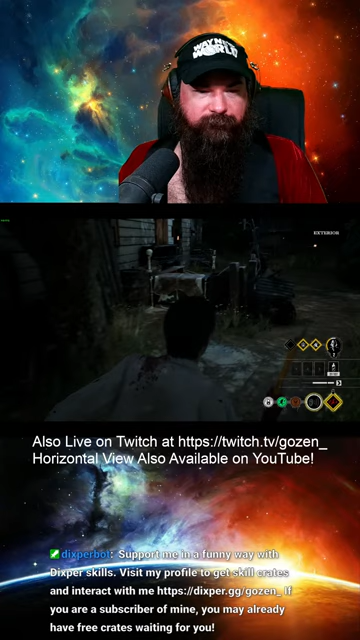 WAYNE'S
WORLD
EXTERIOR
Also Live on Twitch at https://twitch.tv/gozen_
Horizontal View Also Available on YouTube!
dixperbot: Support me in a funny way with
Dixper skills. Visit my profile to get skill crates
and interact with me https://dixper.gg/gozen_ If
you are a subscriber of mine, you may already
have free crates waiting for you!